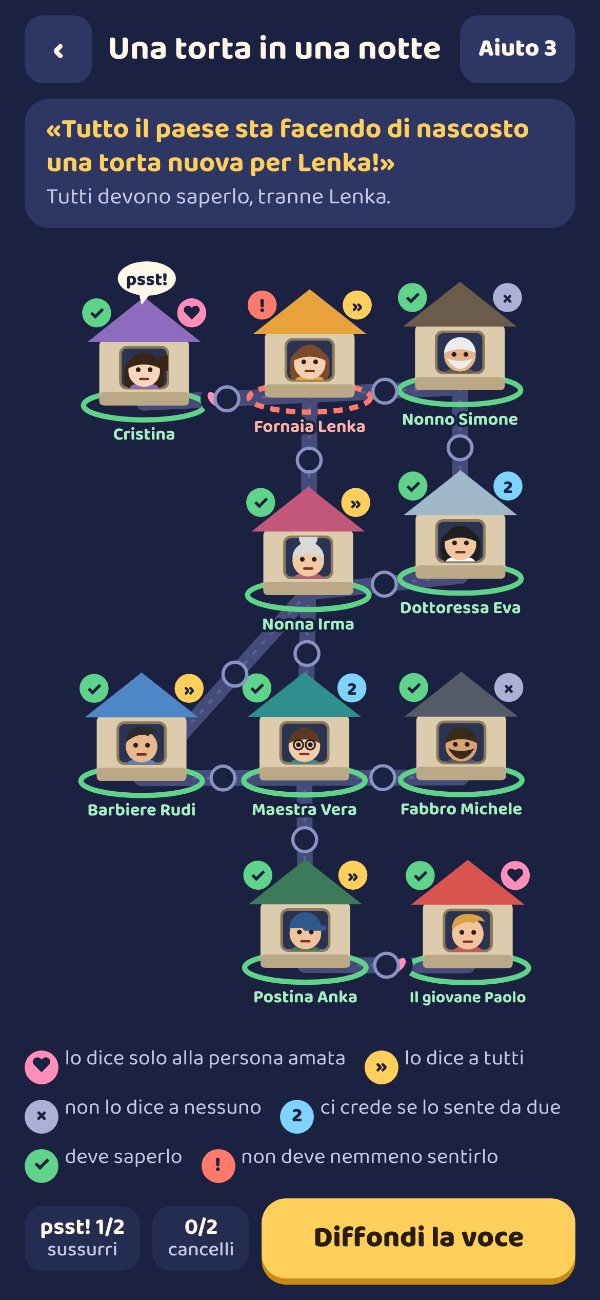 ‹ Una torta in una notte Aiuto 3
«Tutto il paese sta facendo di nascosto
una torta nuova per Lenka!»
Tutti devono saperlo, tranne Lenka.
psst!
! » ×
Cristina Fornaia Lenka Nonno Simone
» 2
Nonna Irma Dottoressa Eva
» 2 ×
Barbiere Rudi Maestra Vera Fabbro Michele
»
Postina Anka Il giovane Paolo
lo dice solo alla persona amata » lo dice a tutti
× non lo dice a nessuno 2 ci crede se lo sente da due
deve saperlo ! non deve nemmeno sentirlo
psst! 1/2 0/2 Diffondi la voce
sussurri cancelli